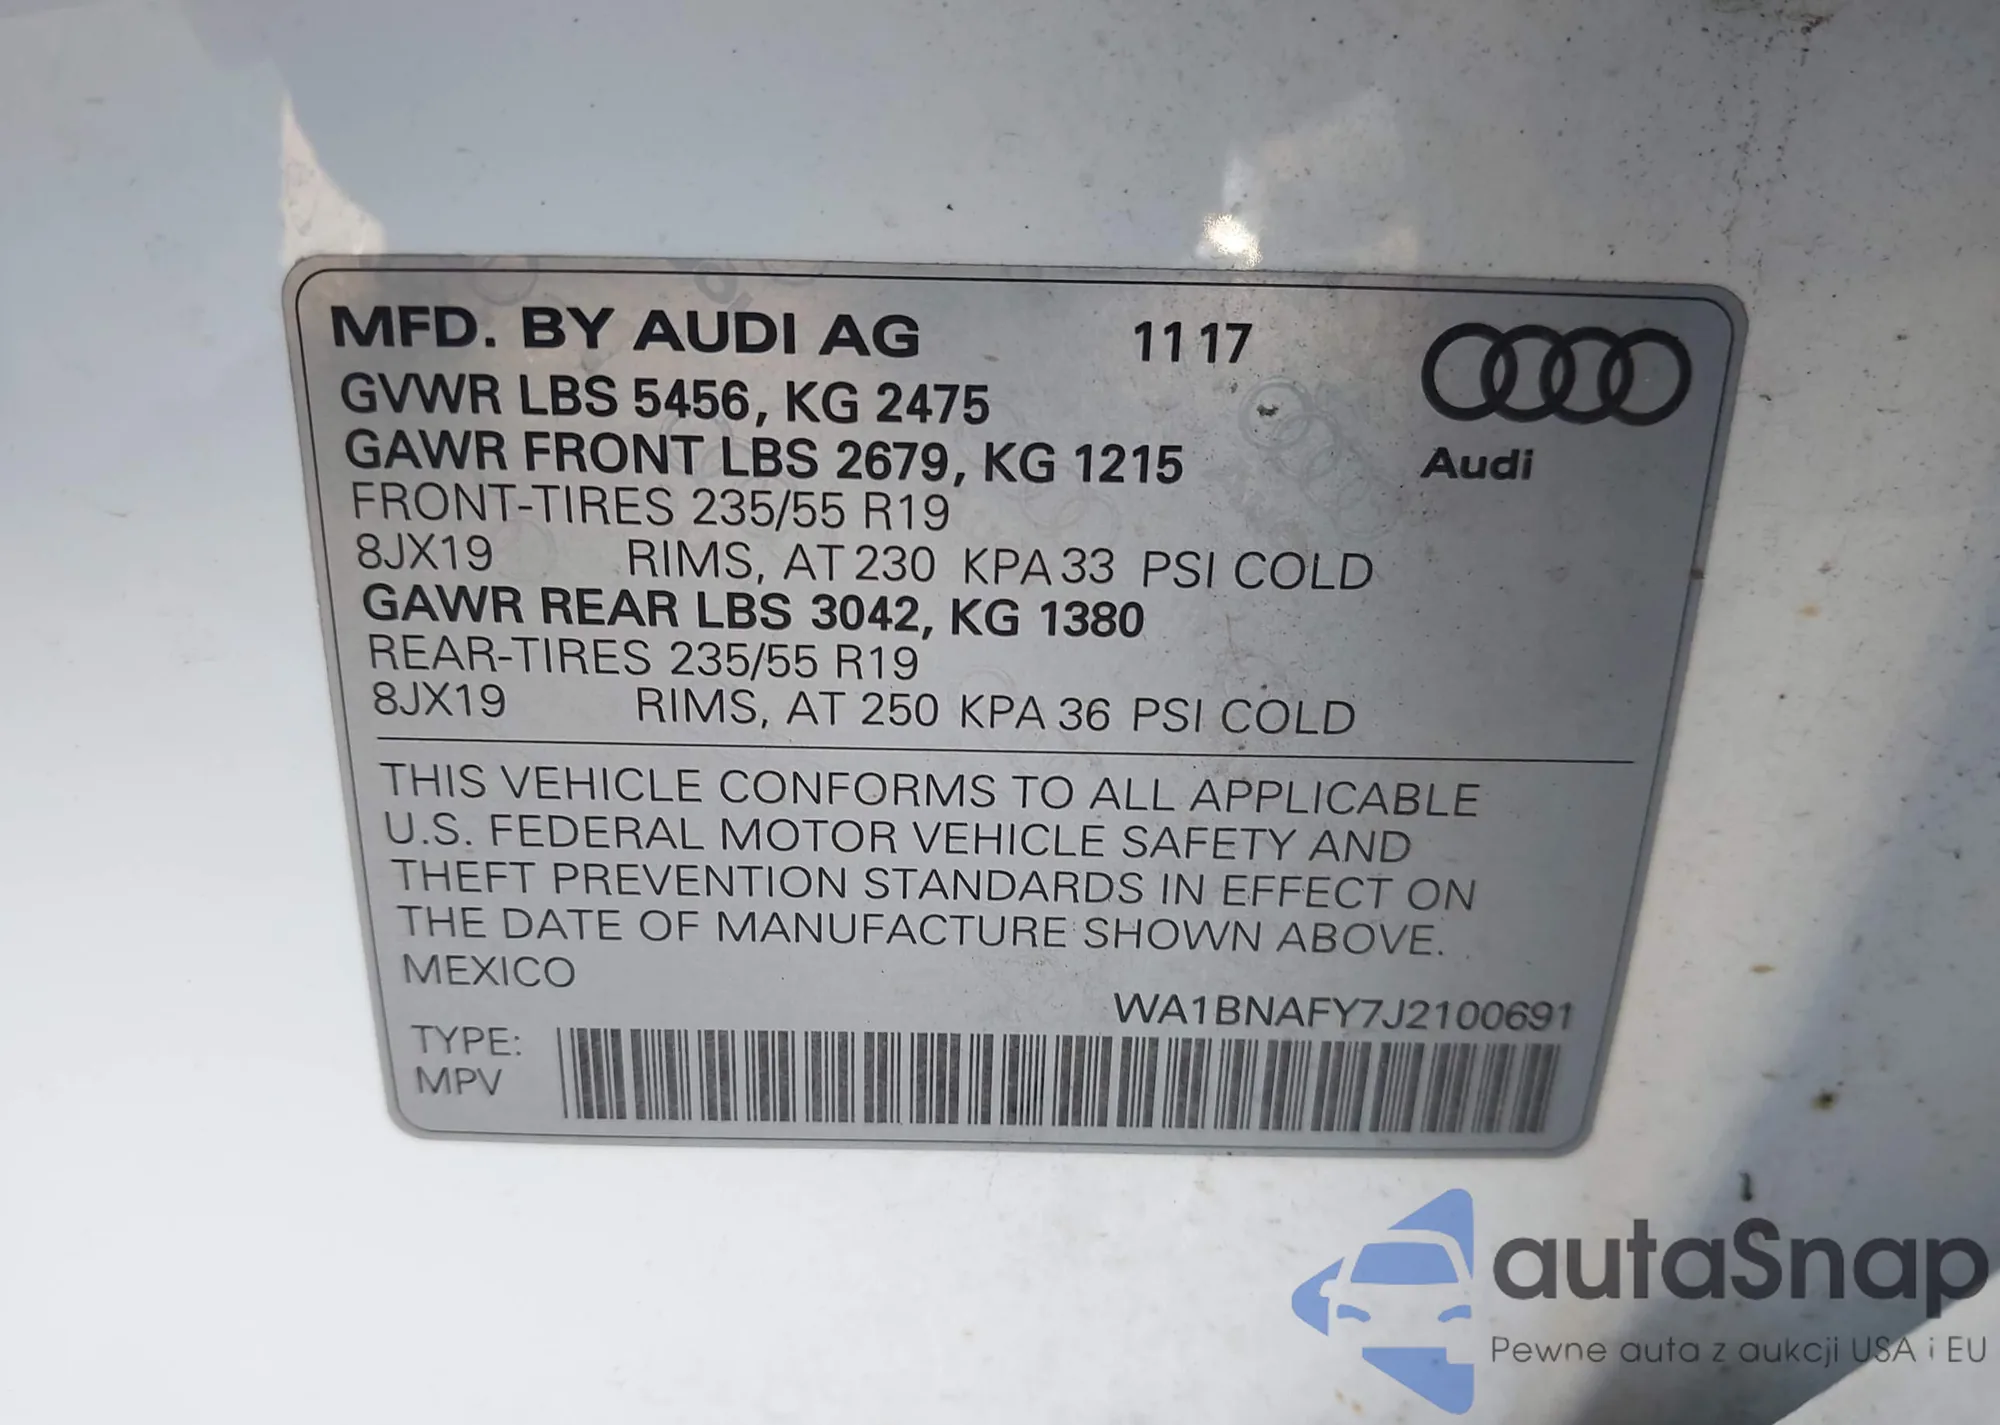 MFD. BY AUDI AG 11 17
GVWR LBS 5456, KG 2475
GAWR FRONT LBS 2679, KG 1215
Audi
FRONT-TIRES 235/55 R19
8JX19 RIMS, AT 230 KPA 33 PSI COLD
GAWR REAR LBS 3042, KG 1380
REAR-TIRES 235/55 R19
8JX19 RIMS, AT 250 KPA 36 PSI COLD
THIS VEHICLE CONFORMS TO ALL APPLICABLE
U.S. FEDERAL MOTOR VEHICLE SAFETY AND
THEFT PREVENTION STANDARDS IN EFFECT ON
THE DATE OF MANUFACTURE SHOWN ABOVE.
MEXICO
WA1BNAFY7J2100691
TYPE:
MPV
autaSnap
Pewne auta z aukcji USA i EU